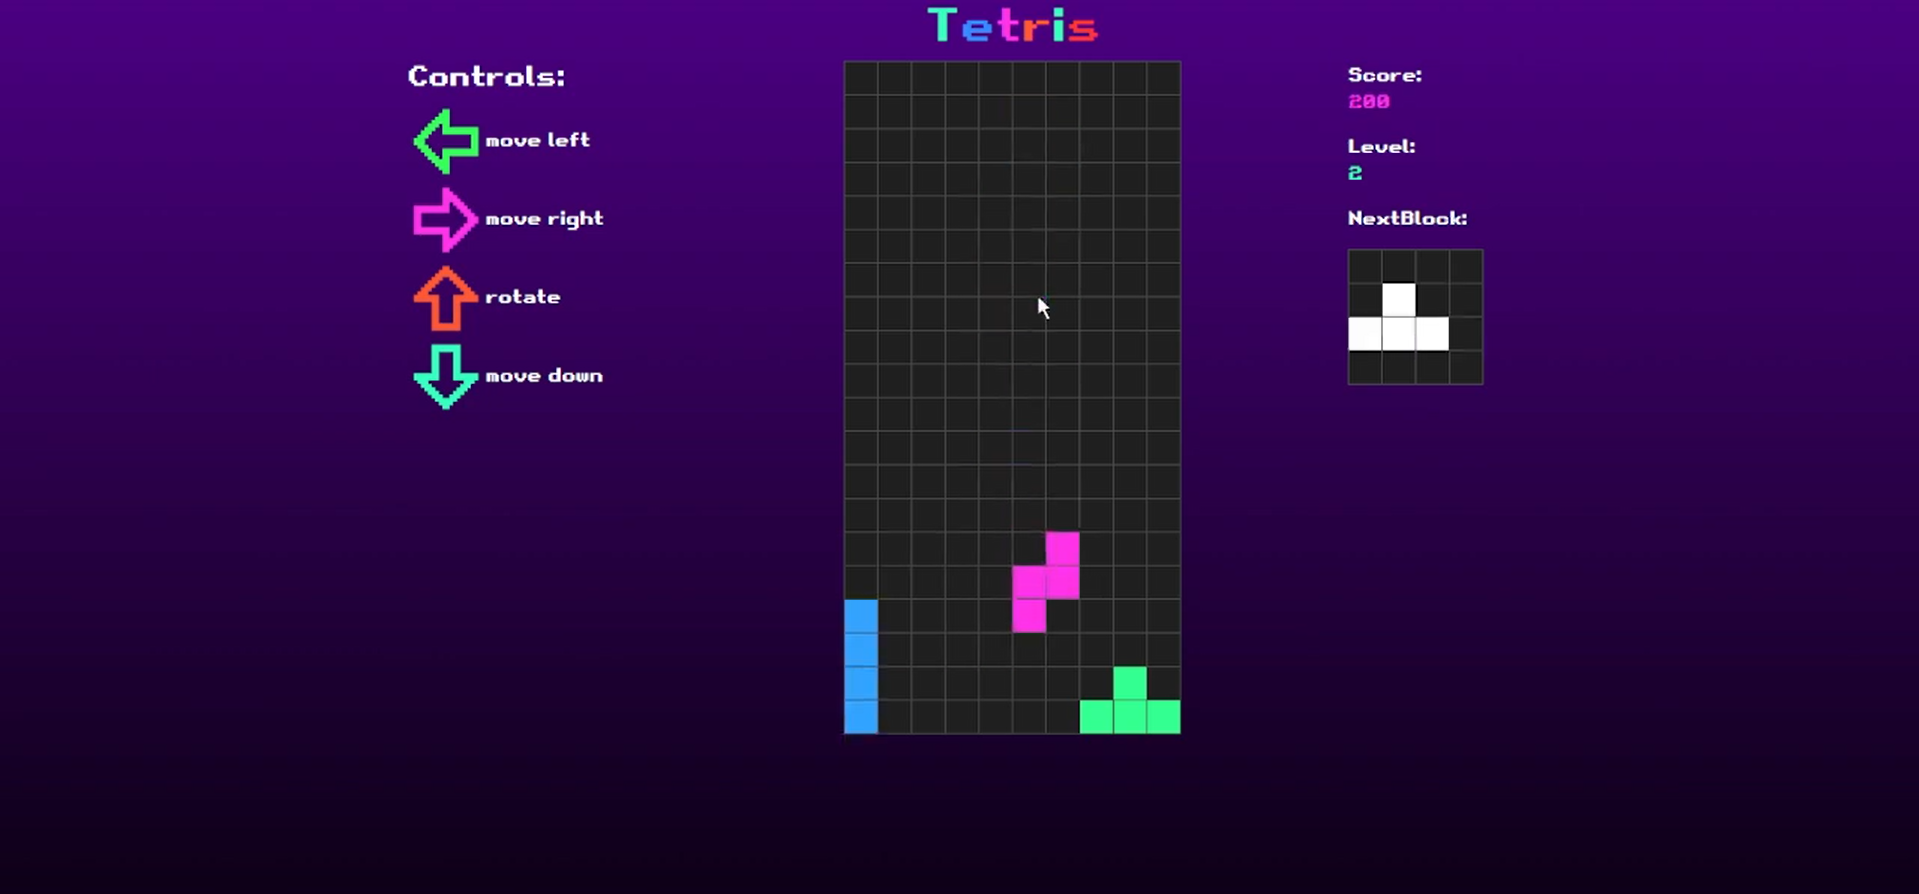 Tetris
Controls:
move left
move right
rotate
move down
Score:
200
Level:
2
NextBlock: